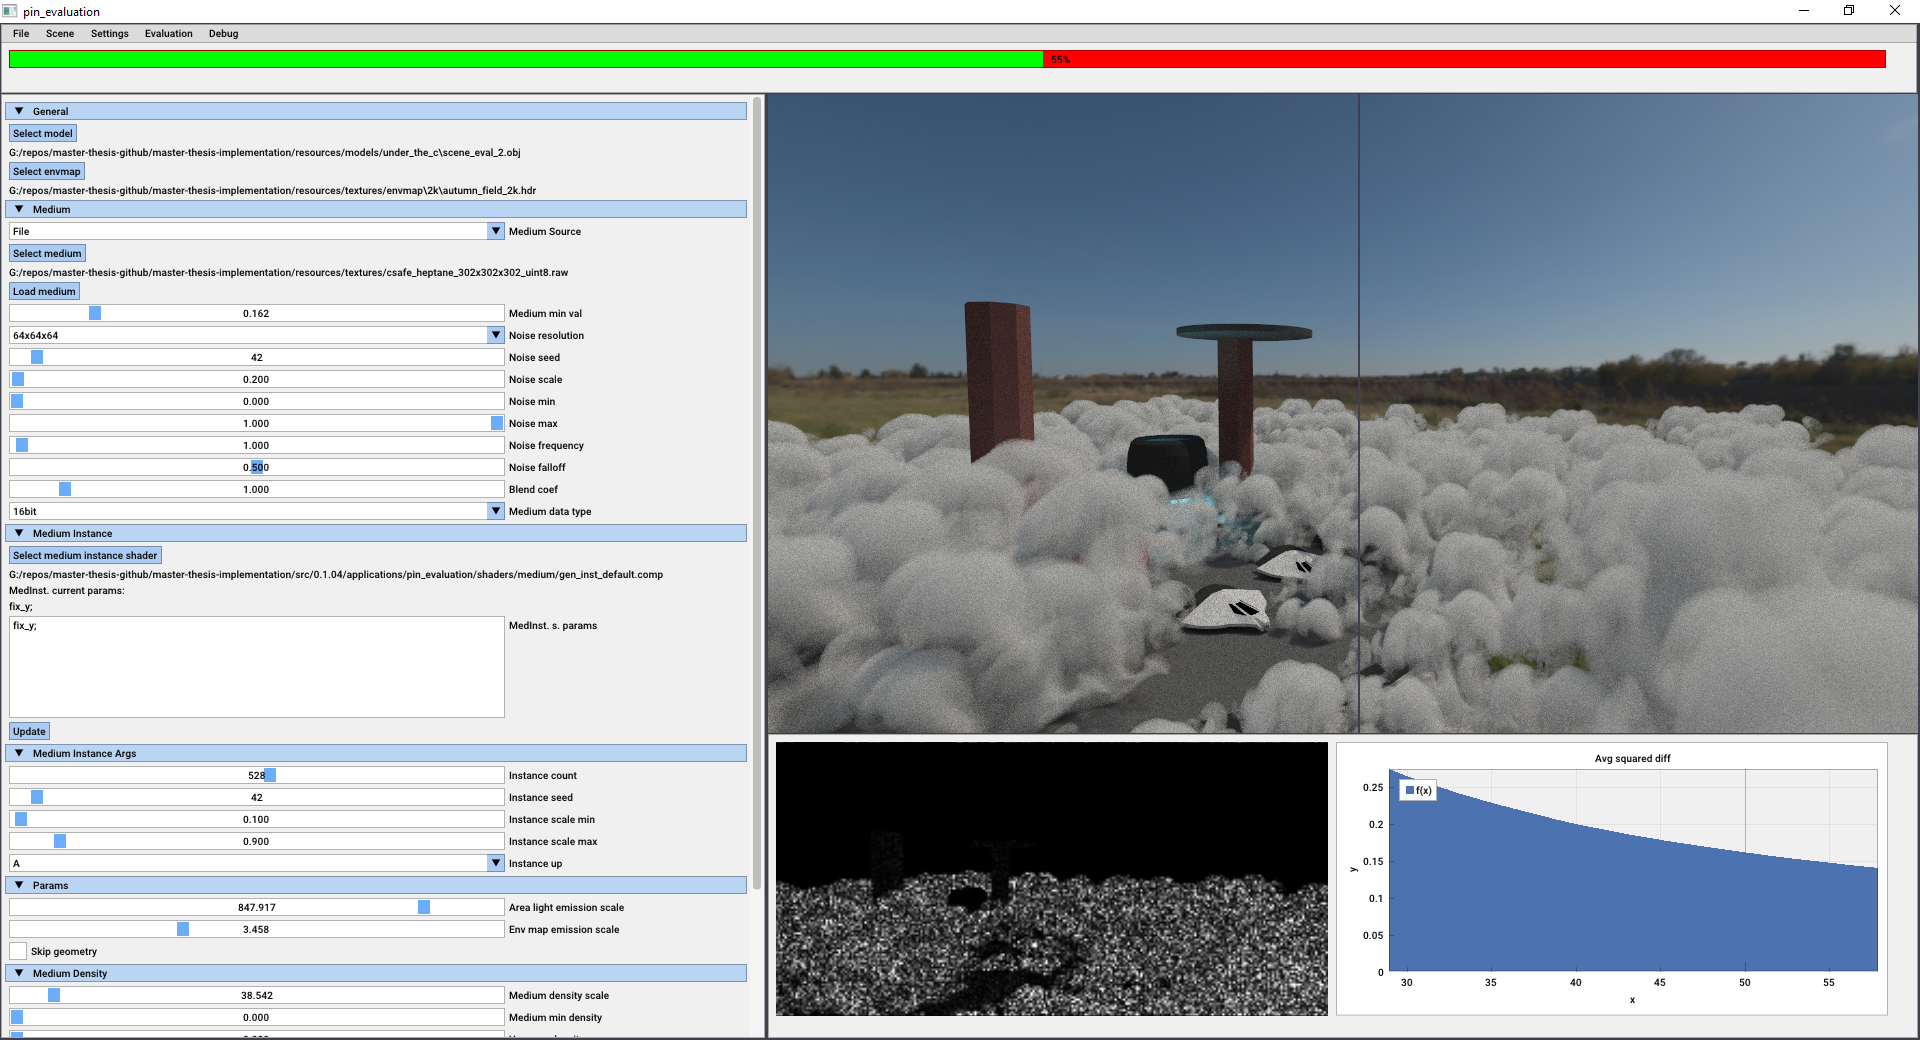 pin_evaluation
File Scene Settings Evaluation Debug
55%
General
Select model
G:/repos/master-thesis-github/master-thesis-implementation/resources/models/under_the_c\scene_eval_2.obj
Select envmap
G:/repos/master-thesis-github/master-thesis-implementation/resources/textures/envmap\2k\autumn_field_2k.hdr
Medium
File Medium Source
Select medium
G:/repos/master-thesis-github/master-thesis-implementation/resources/textures/csafe_heptane_302x302x302_uint8.raw
Load medium
0.162 Medium min val
64x64x64 Noise resolution
42 Noise seed
0.200 Noise scale
0.000 Noise min
1.000 Noise max
1.000 Noise frequency
0.500 Noise falloff
1.000 Blend coef
16bit Medium data type
Medium Instance
Select medium instance shader
G:/repos/master-thesis-github/master-thesis-implementation/src/0.1.04/applications/pin_evaluation/shaders/medium/gen_inst_default.comp
MedInst. current params:
fix_y;
fix_y; MedInst. s. params
Update
Medium Instance Args
528 Instance count
42 Instance seed
0.100 Instance scale min
0.900 Instance scale max
A Instance up
Params
847.917 Area light emission scale
3.458 Env map emission scale
Skip geometry
Medium Density
38.542 Medium density scale
0.000 Medium min density
Avg squared diff
f(x)
0.25
0.2
0.15
0.1
0.05
0
y
30 35 40 45 50 55
x